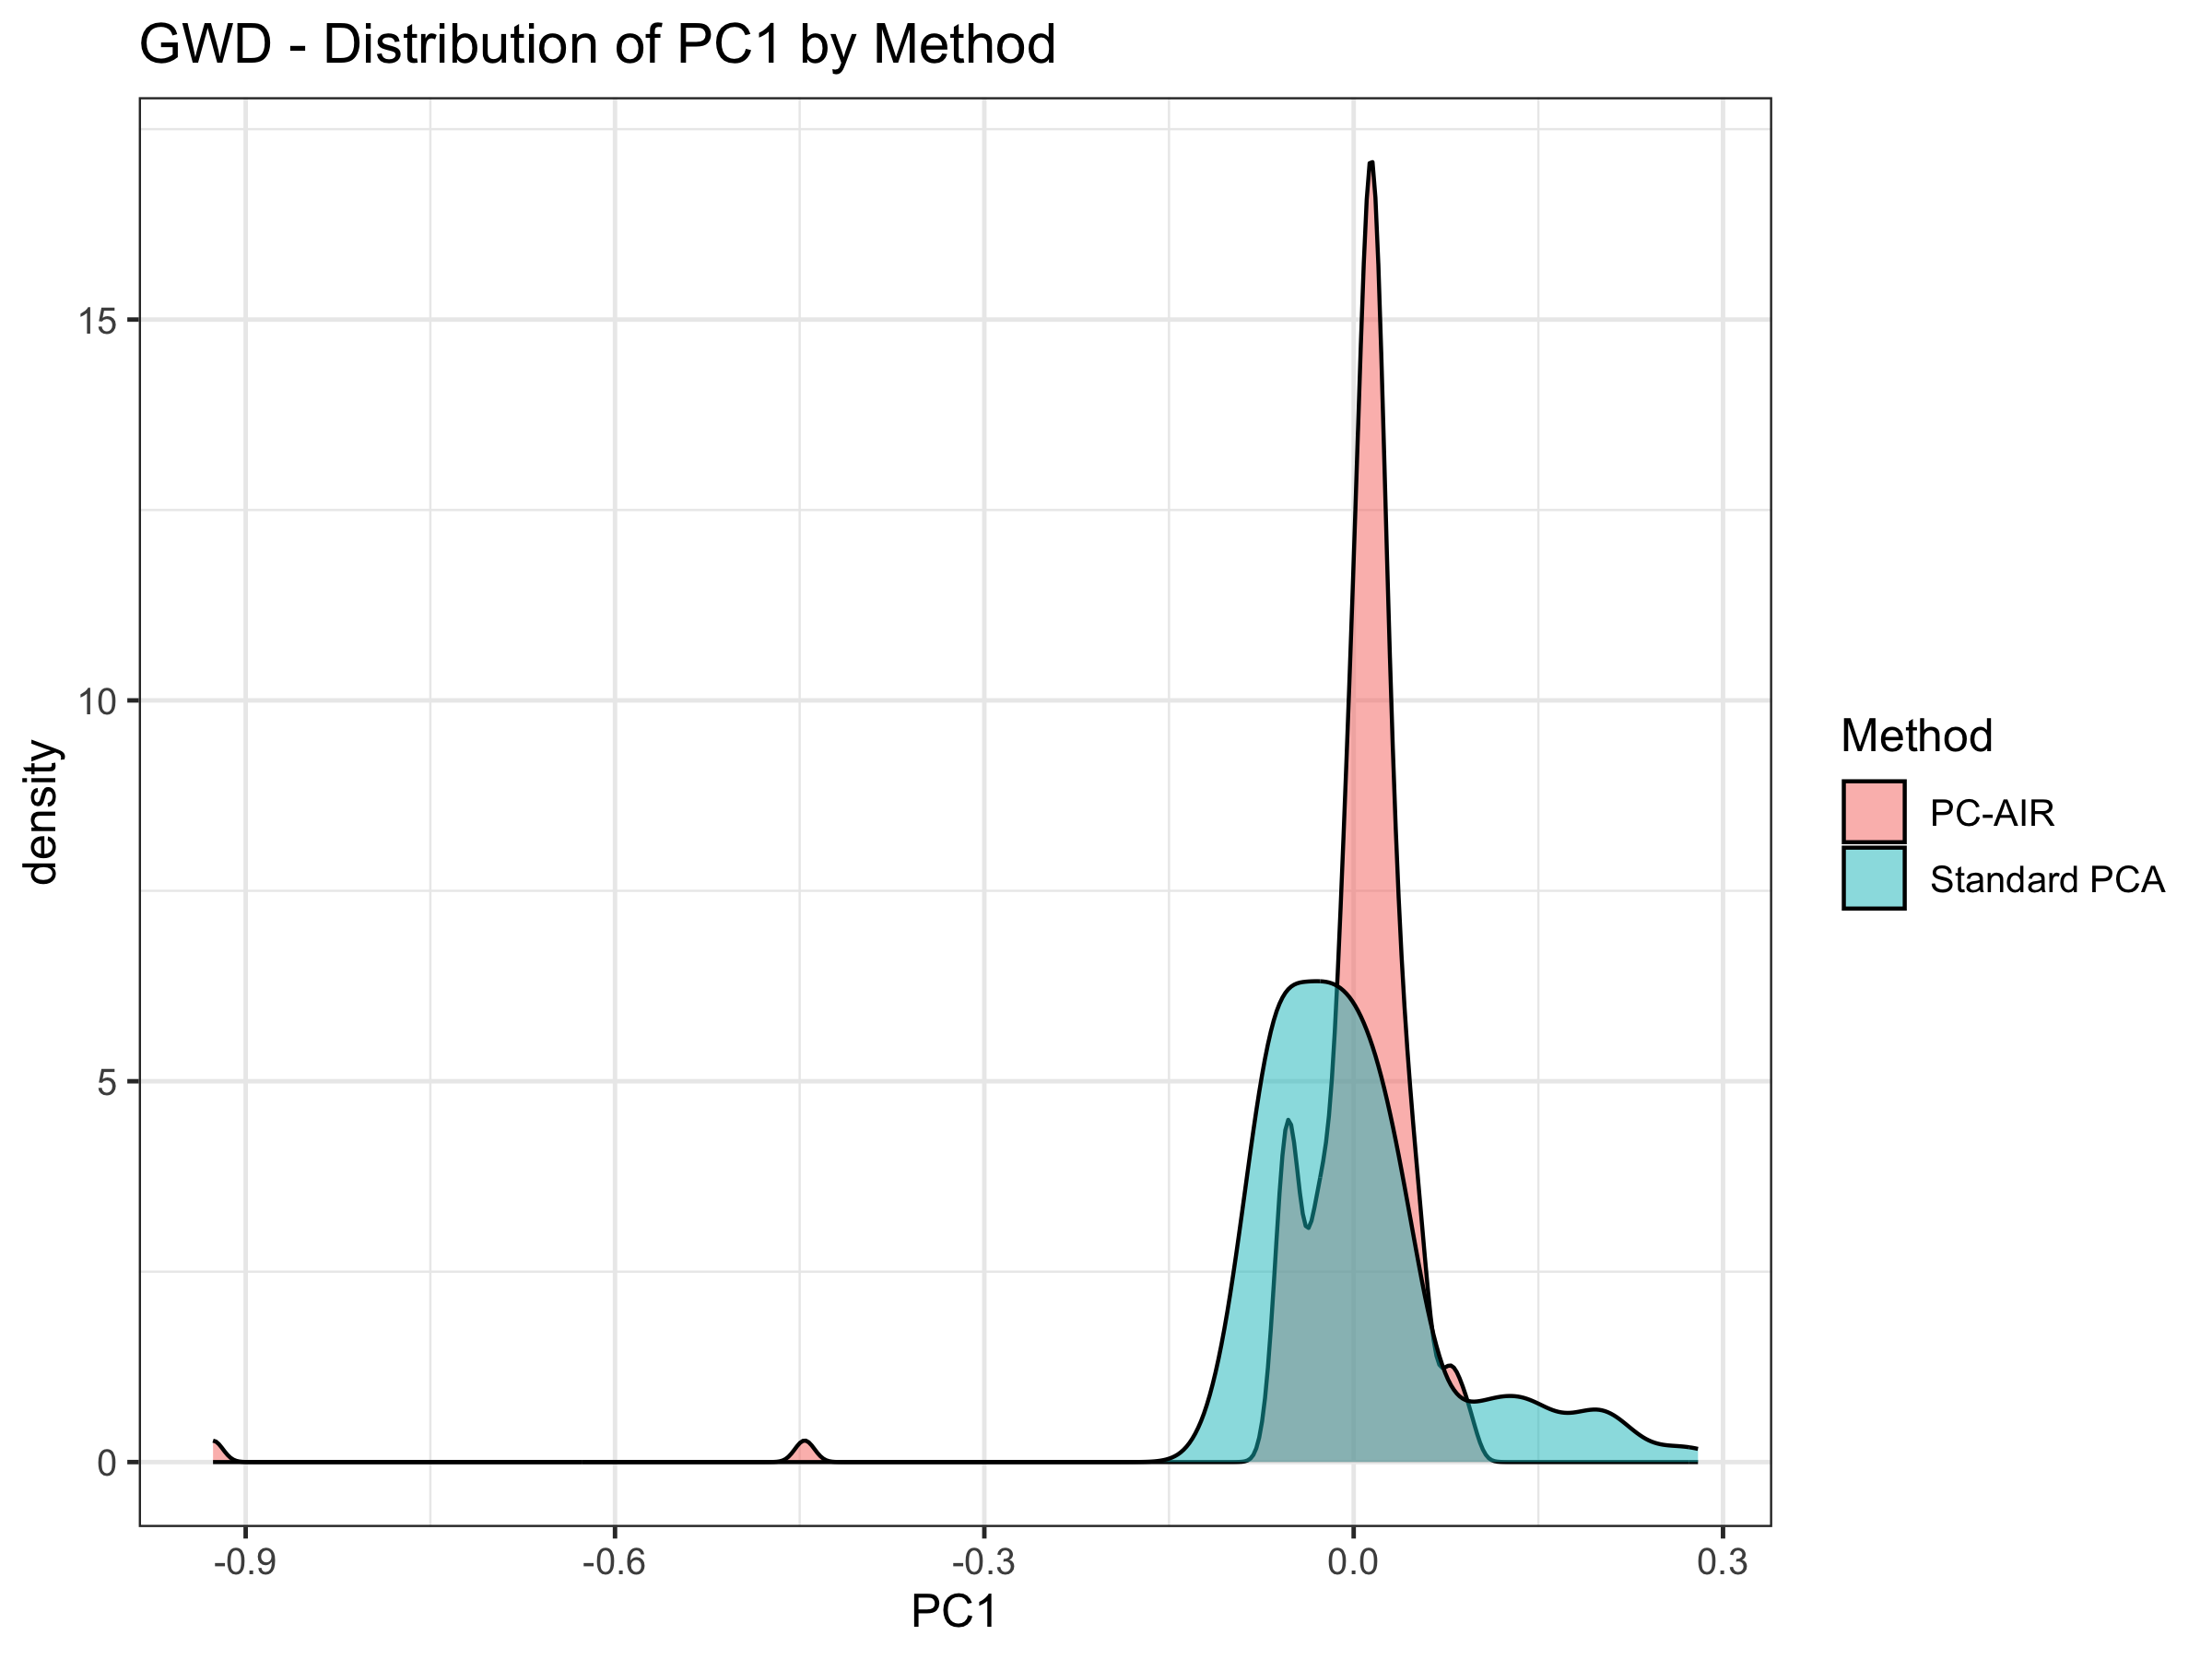 GWD - Distribution of PC1 by Method
15
10
5
0
density
-0.9
-0.6
-0.3
0.0
0.3
PC1
Method
PC-AIR
Standard PCA